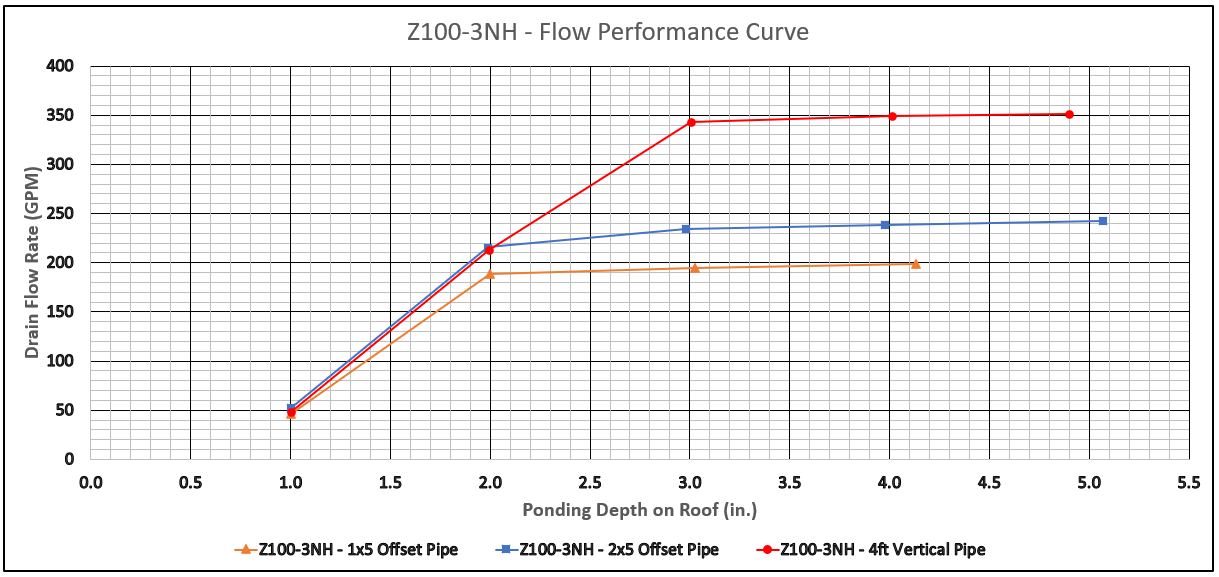 Z100-3NH - Flow Performance Curve
400
350
300
250
200
150
100
50
0
Drain Flow Rate (GPM)
0.0 0.5 1.0 1.5 2.0 2.5 3.0 3.5 4.0 4.5 5.0 5.5
Ponding Depth on Roof (in.)
Z100-3NH - 1x5 Offset Pipe Z100-3NH - 2x5 Offset Pipe Z100-3NH - 4ft Vertical Pipe